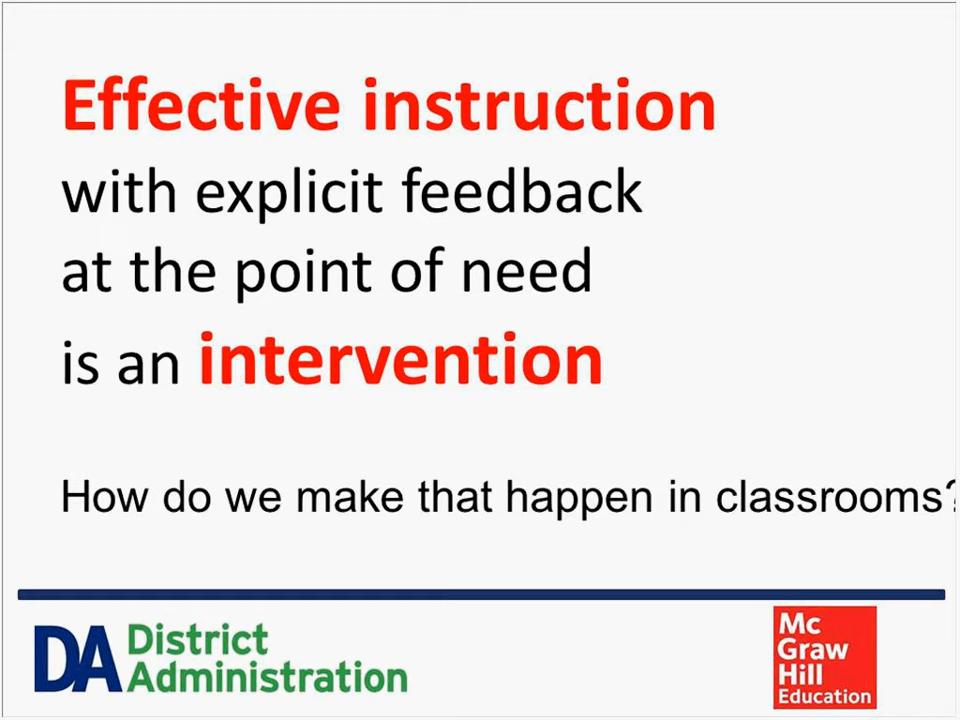 Effective instruction
with explicit feedback
at the point of need
is an intervention
How do we make that happen in classrooms?
DA District
Administration
Mc
Graw
Hill
Education